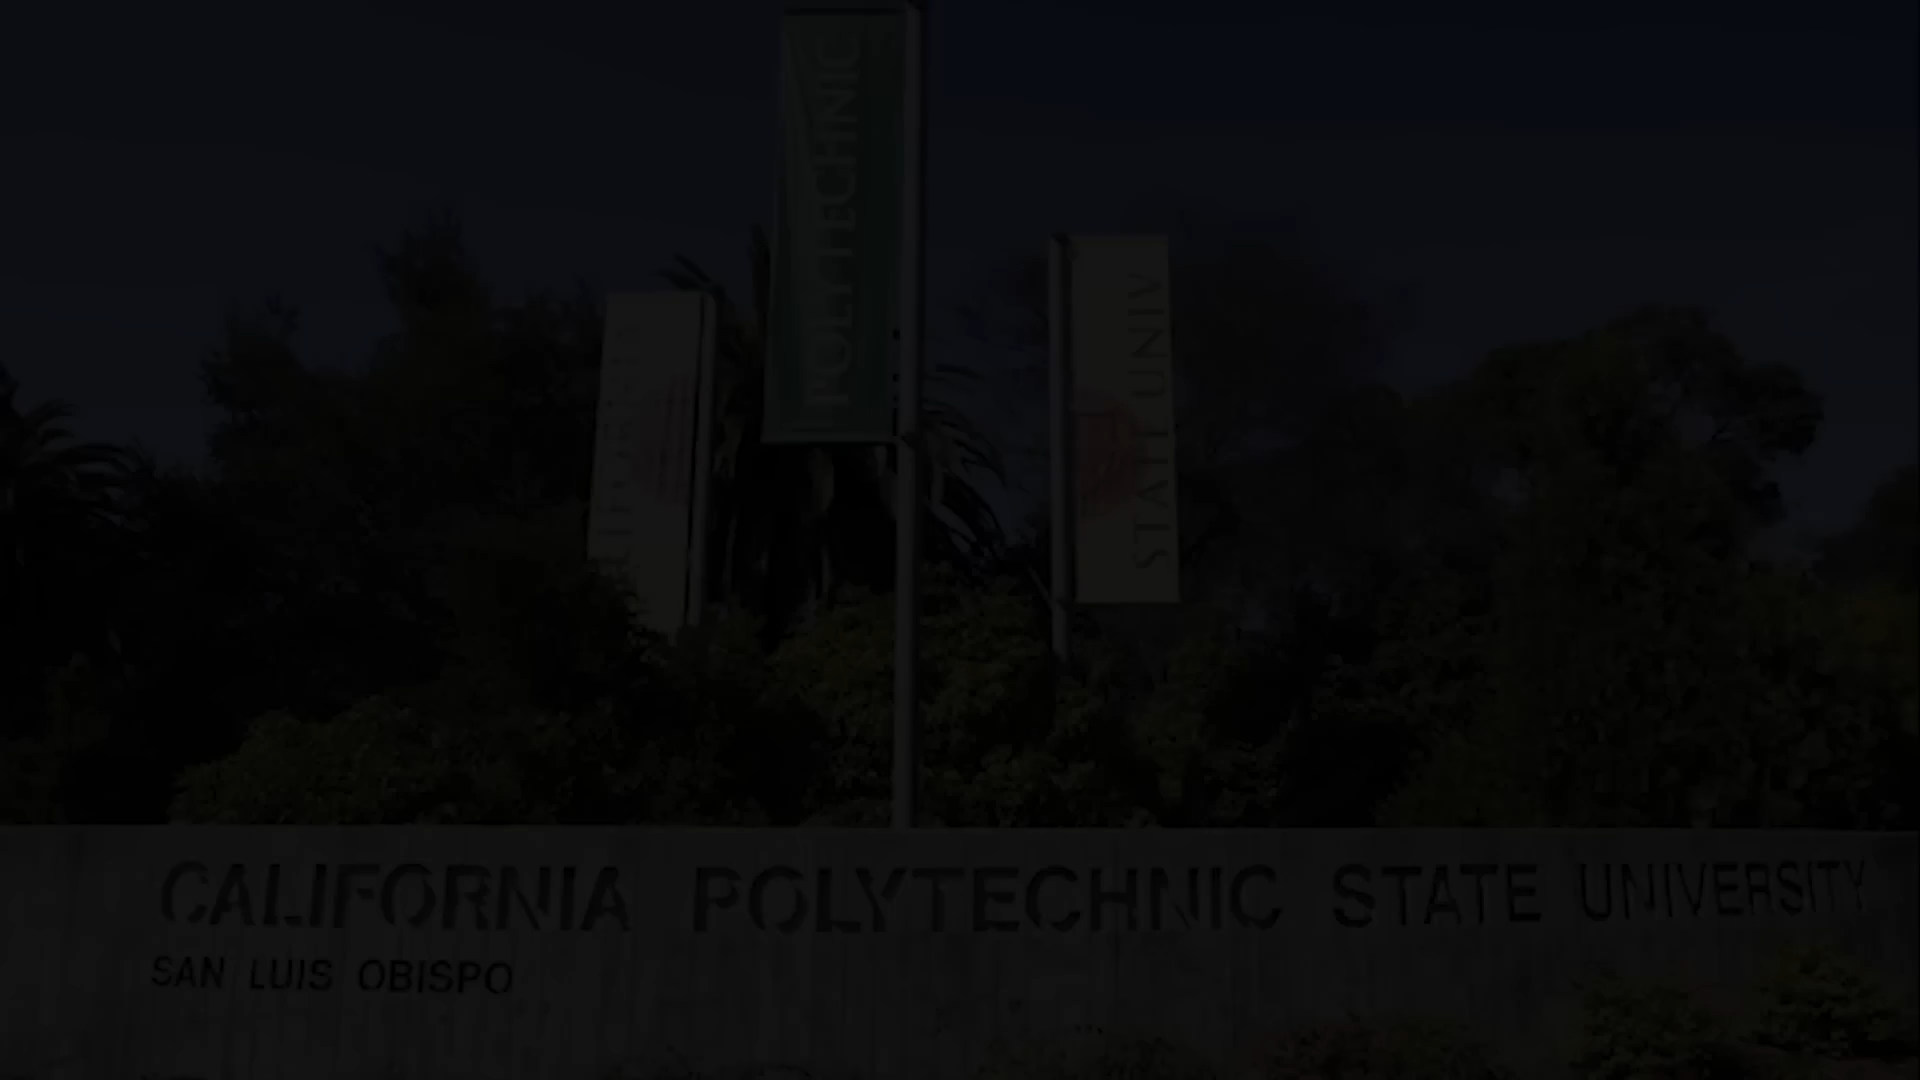 POLYTECHNIC
STATE UNIV
CALIFORNIA POLYTECHNIC STATE UNIVERSITY
SAN LUIS OBISPO